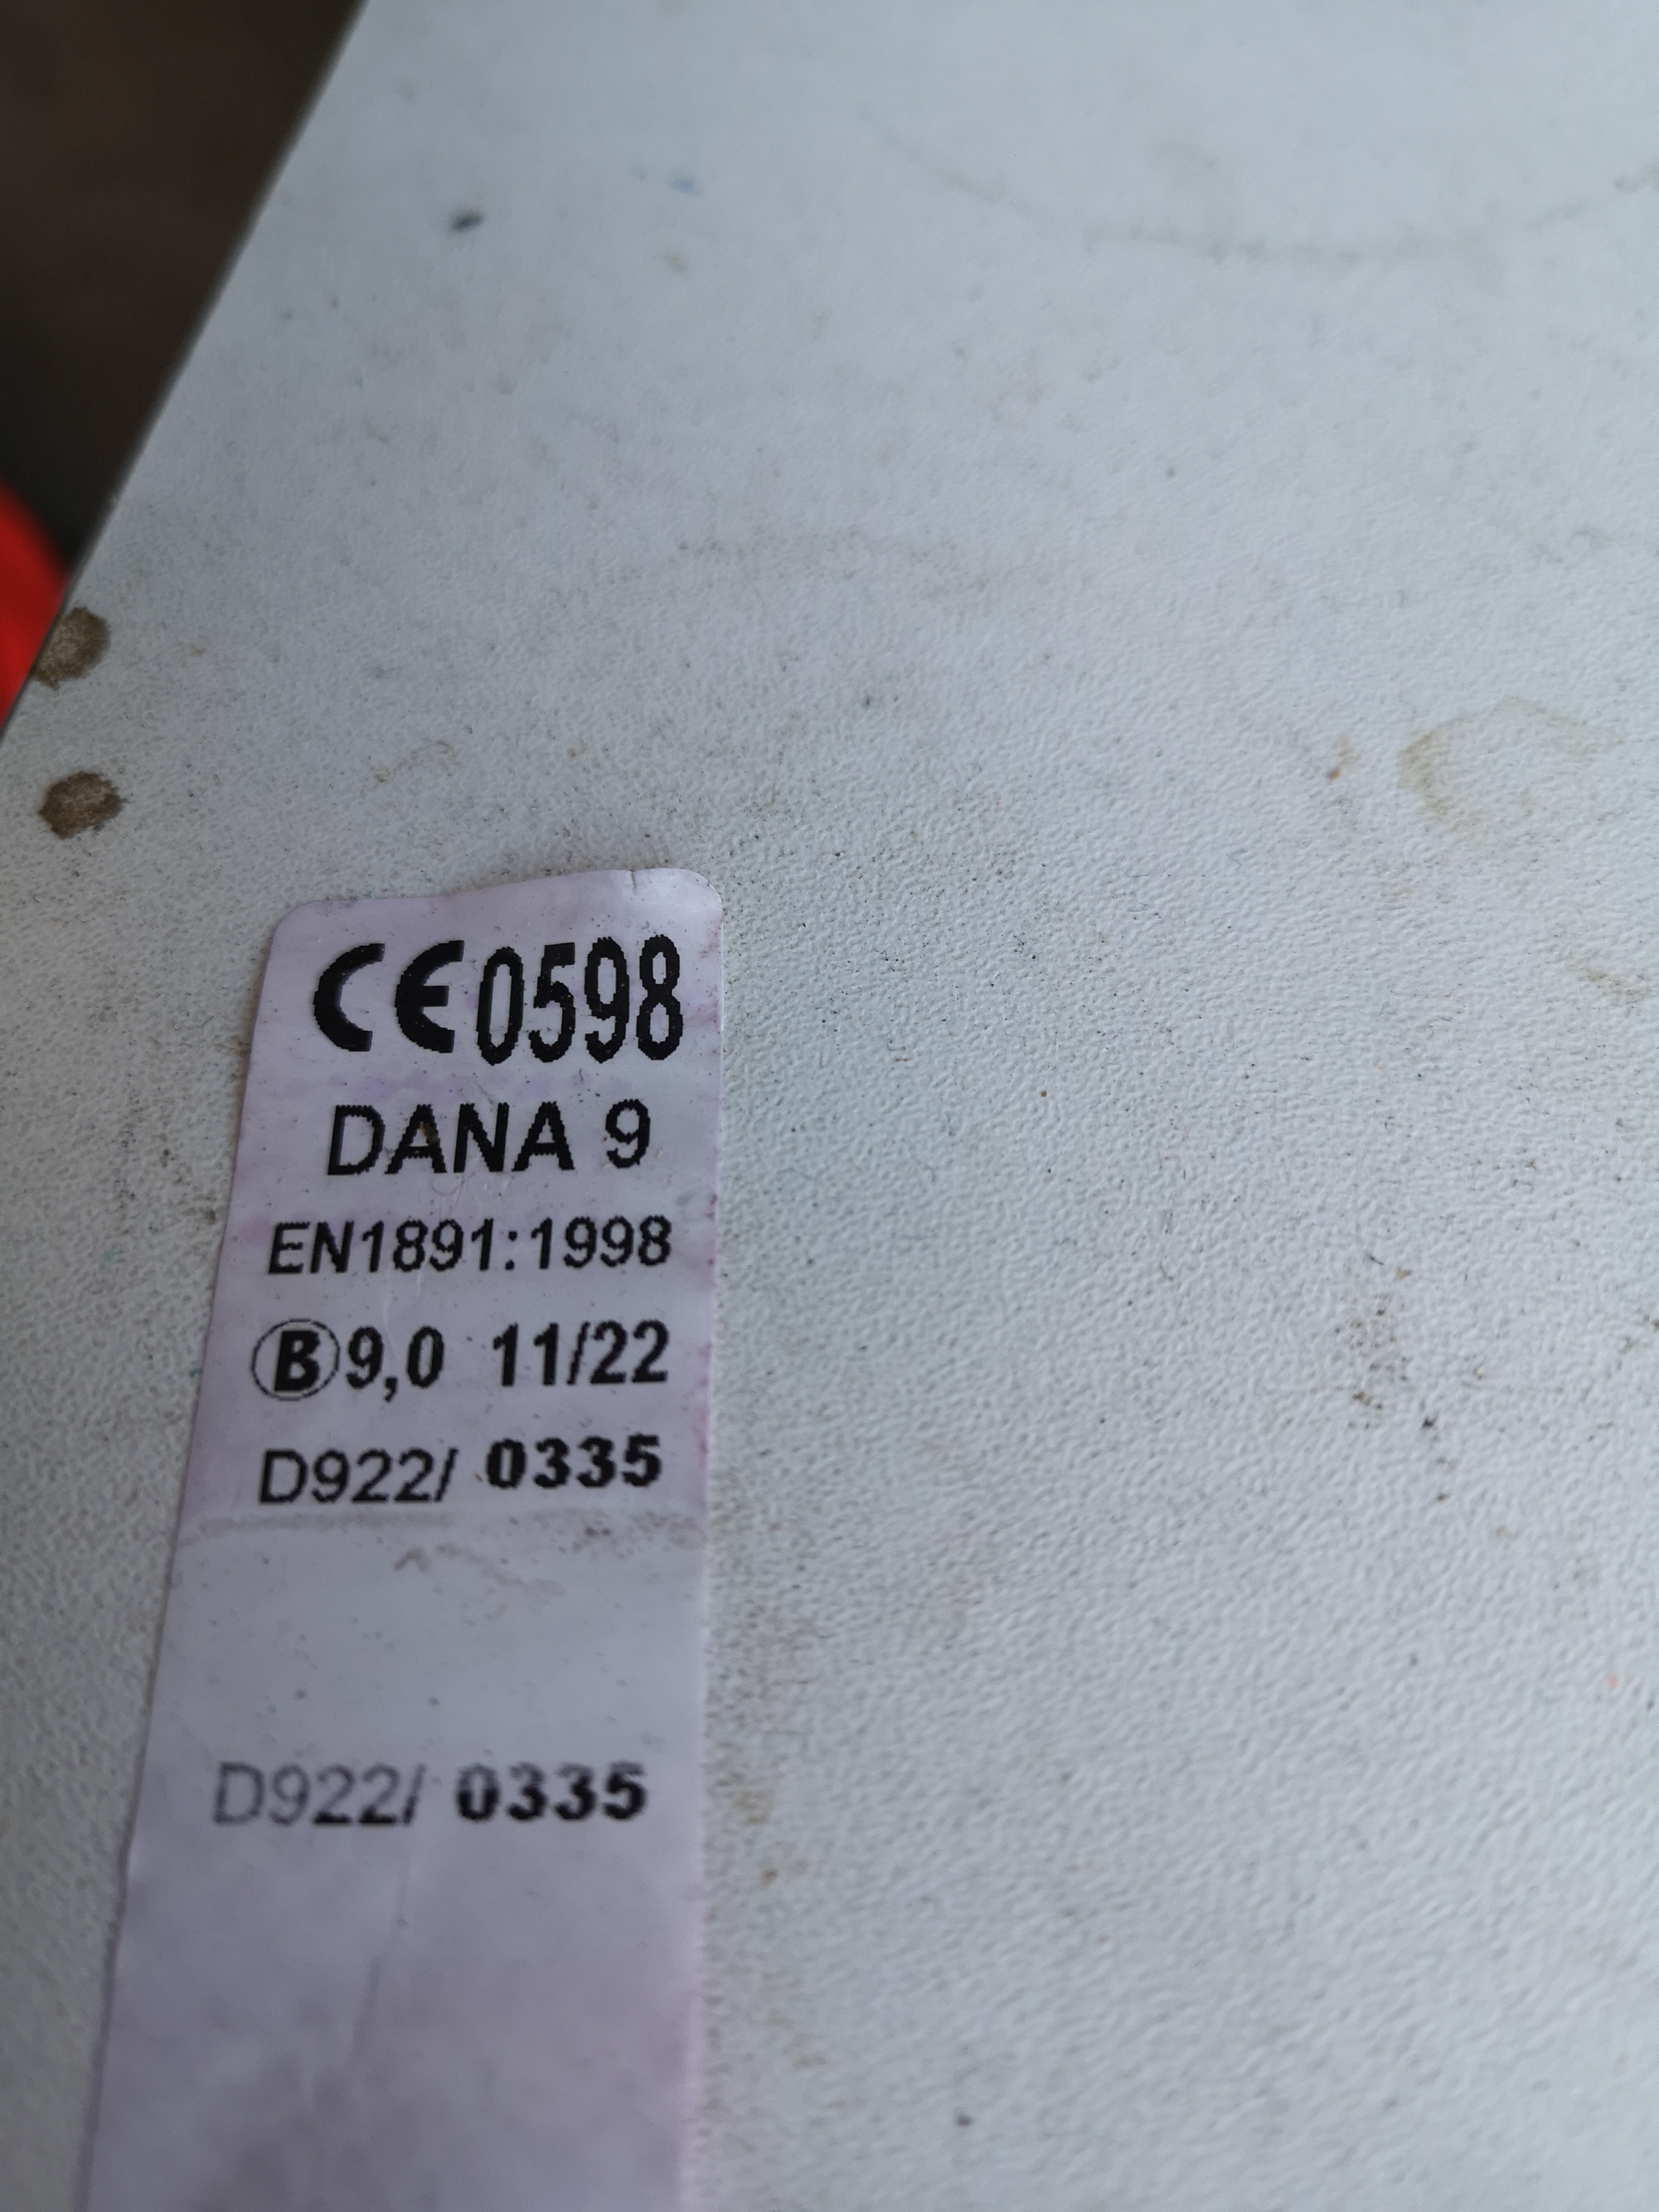 CE0598
DANA 9
EN1891:1998
Ⓑ9,0 11/22
D922/ 0335
D922/ 0335